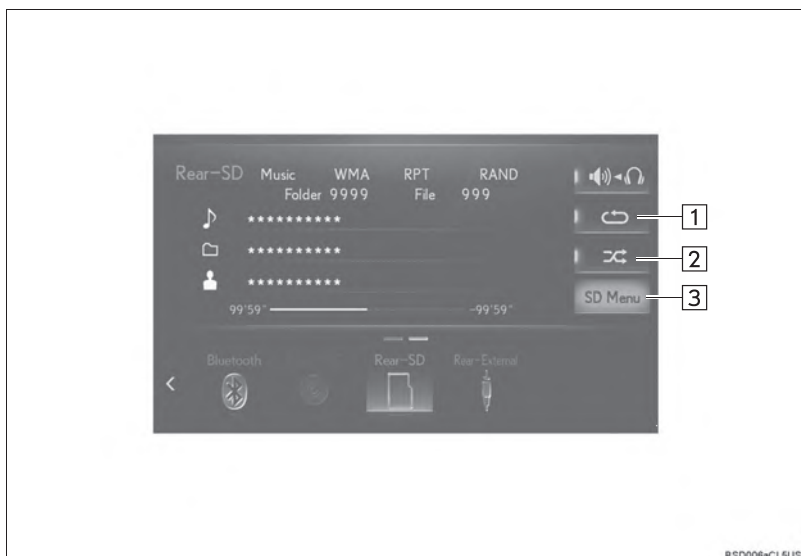 Rear-SD Music WMA RPT RAND
Folder 9999 File 999
**********
**********
**********
99'59" -99'59"
SD Menu
1
2
3
Bluetooth Rear-SD Rear-External